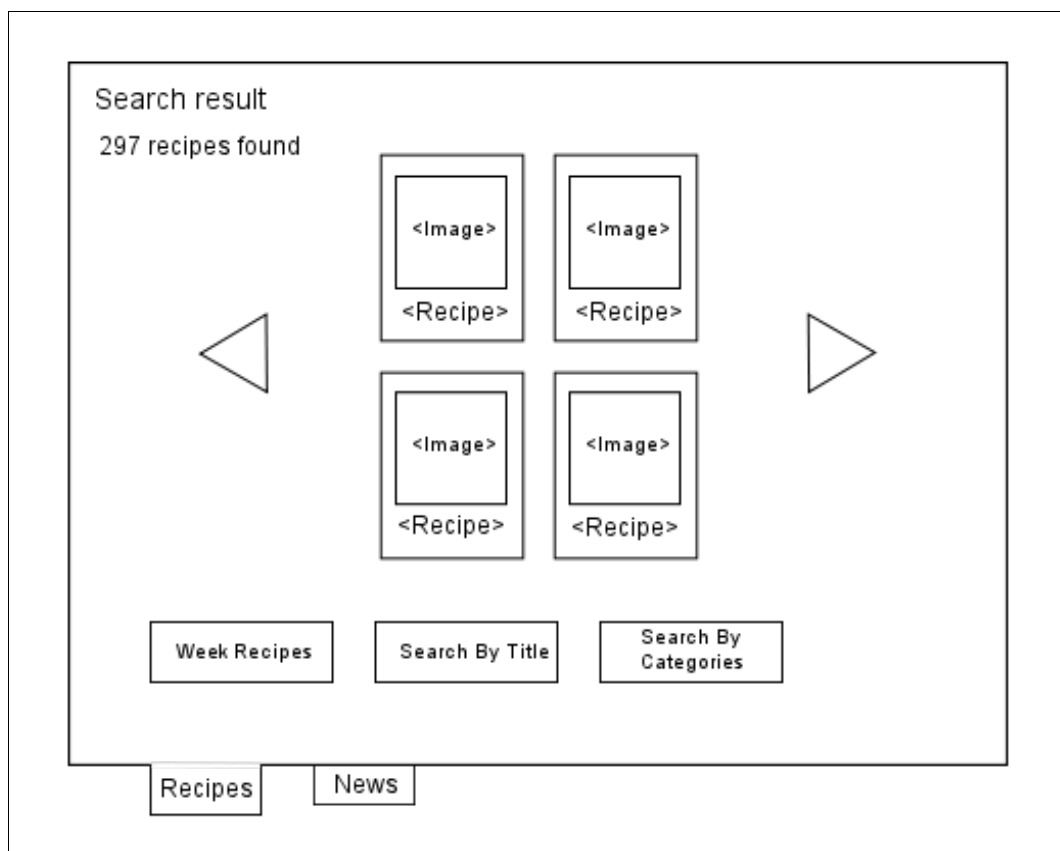 Search result
297 recipes found
<Image> <Image>
<Recipe> <Recipe>
<Image> <Image>
<Recipe> <Recipe>
Week Recipes
Search By Title
Search By
Categories
Recipes
News